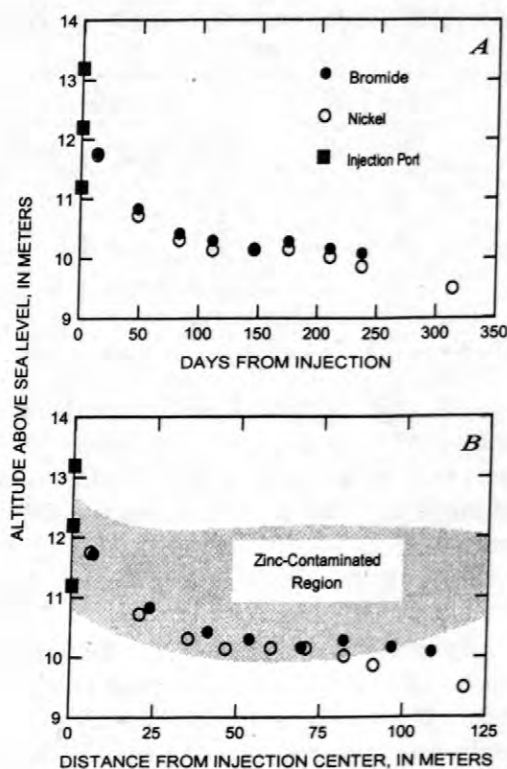 ALTITUDE ABOVE SEA LEVEL, IN METERS
14
13
12
11
10
9
A
Bromide
Nickel
Injection Port
0
50
100
150
200
250
300
350
DAYS FROM INJECTION
14
13
12
11
10
9
B
Zinc-Contaminated
Region
0
25
50
75
100
125
DISTANCE FROM INJECTION CENTER, IN METERS